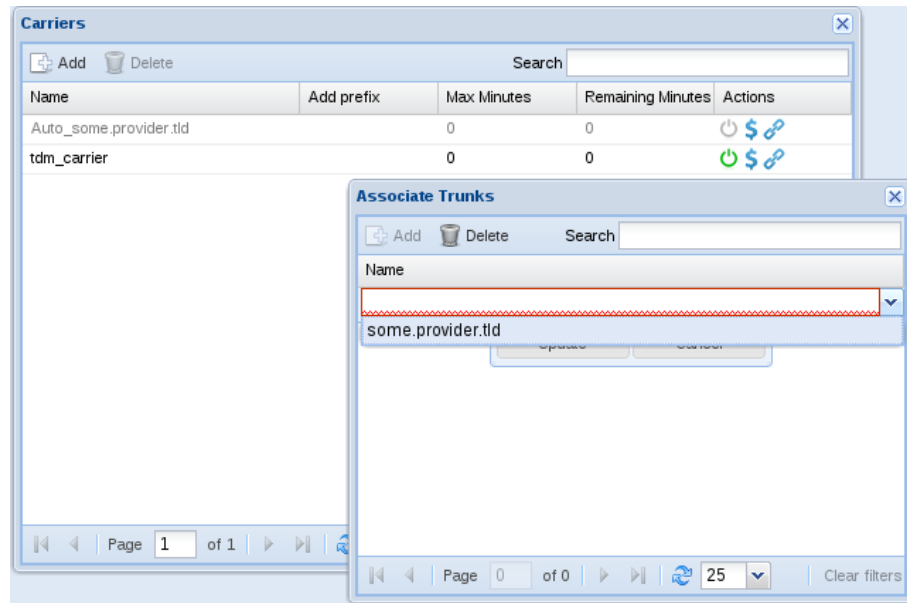 Carriers
Add Delete Search
Name Add prefix Max Minutes Remaining Minutes Actions
Auto_some.provider.tld 0 0 $
tdm_carrier 0 0 $
Associate Trunks
Add Delete Search
Name
some.provider.tld
Update Cancel
Page 1 of 1
Page 0 of 0 25 Clear filters